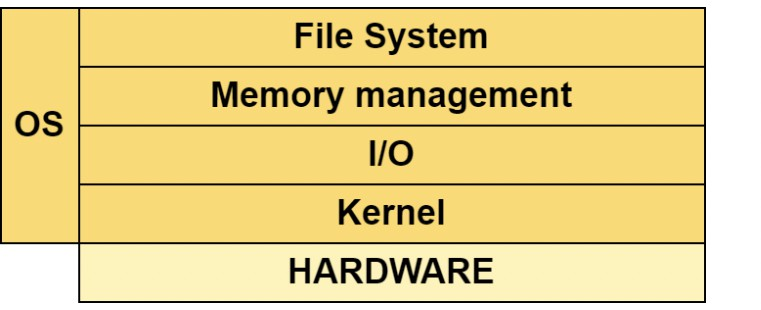 File System
Memory management
OS
I/O
Kernel
HARDWARE